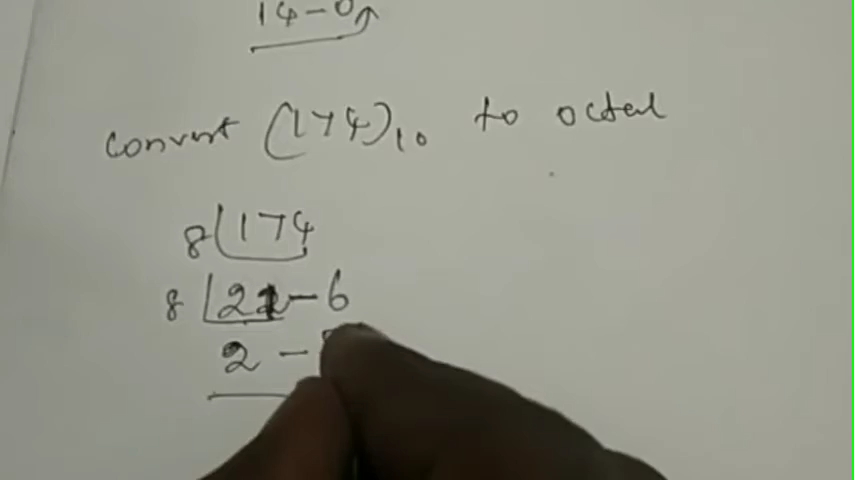 14-0
convert (174)10 to octal
8 174
8 21-6
2 -